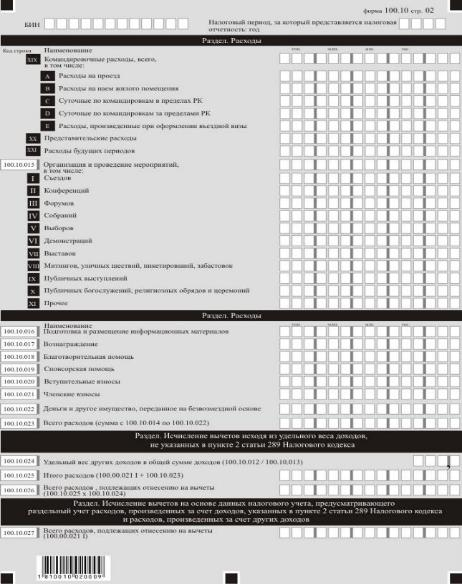 форма 100.10 стр. 02
БИН
Налоговый период, за который представляется налоговая
отчетность: год
Раздел. Расходы
Код строки Наименование
XIX Командировочные расходы, всего,
в том числе:
A Расходы на проезд
B Расходы на наем жилого помещения
C Суточные по командировкам в пределах РК
D Суточные по командировкам за пределами РК
E Расходы, произведенные при оформлении въездной визы
XX Представительские расходы
XXI Расходы будущих периодов
100.10.015 Организация и проведение мероприятий,
в том числе:
I Съездов
II Конференций
III Форумов
IV Собраний
V Выборов
VI Демонстраций
VII Выставок
VIII Митингов, уличных шествий, пикетирований, забастовок
IX Публичных выступлений
X Публичных богослужений, религиозных обрядов и церемоний
XI Прочее
Раздел. Расходы
Наименование
100.10.016 Подготовка и размещение информационных материалов
100.10.017 Вознаграждение
100.10.018 Благотворительная помощь
100.10.019 Спонсорская помощь
100.10.020 Вступительные взносы
100.10.021 Членские взносы
100.10.022 Деньги и другое имущество, переданное на безвозмездной основе
100.10.023 Всего расходов (сумма с 100.10.014 по 100.10.022)
Раздел. Исчисление вычетов исходя из удельного веса доходов,
не указанных в пункте 2 статьи 289 Налогового кодекса
100.10.024 Удельный вес других доходов в общей сумме доходов (100.10.012 / 100.10.013)
,
100.10.025 Итого расходов (100.00.021 I + 100.10.023)
100.10.026 Всего расходов, подлежащих отнесению на вычеты
(100.10.025 x 100.10.024)
Раздел. Исчисление вычетов на основе данных налогового учета, предусматривающего
раздельный учет расходов, произведенных за счет доходов, указанных в пункте 2 статьи 289 Налогового кодекса
и расходов, произведенных за счет других доходов
100.10.027 Всего расходов, подлежащих отнесению на вычеты
(100.00.021 I)
1810010020009